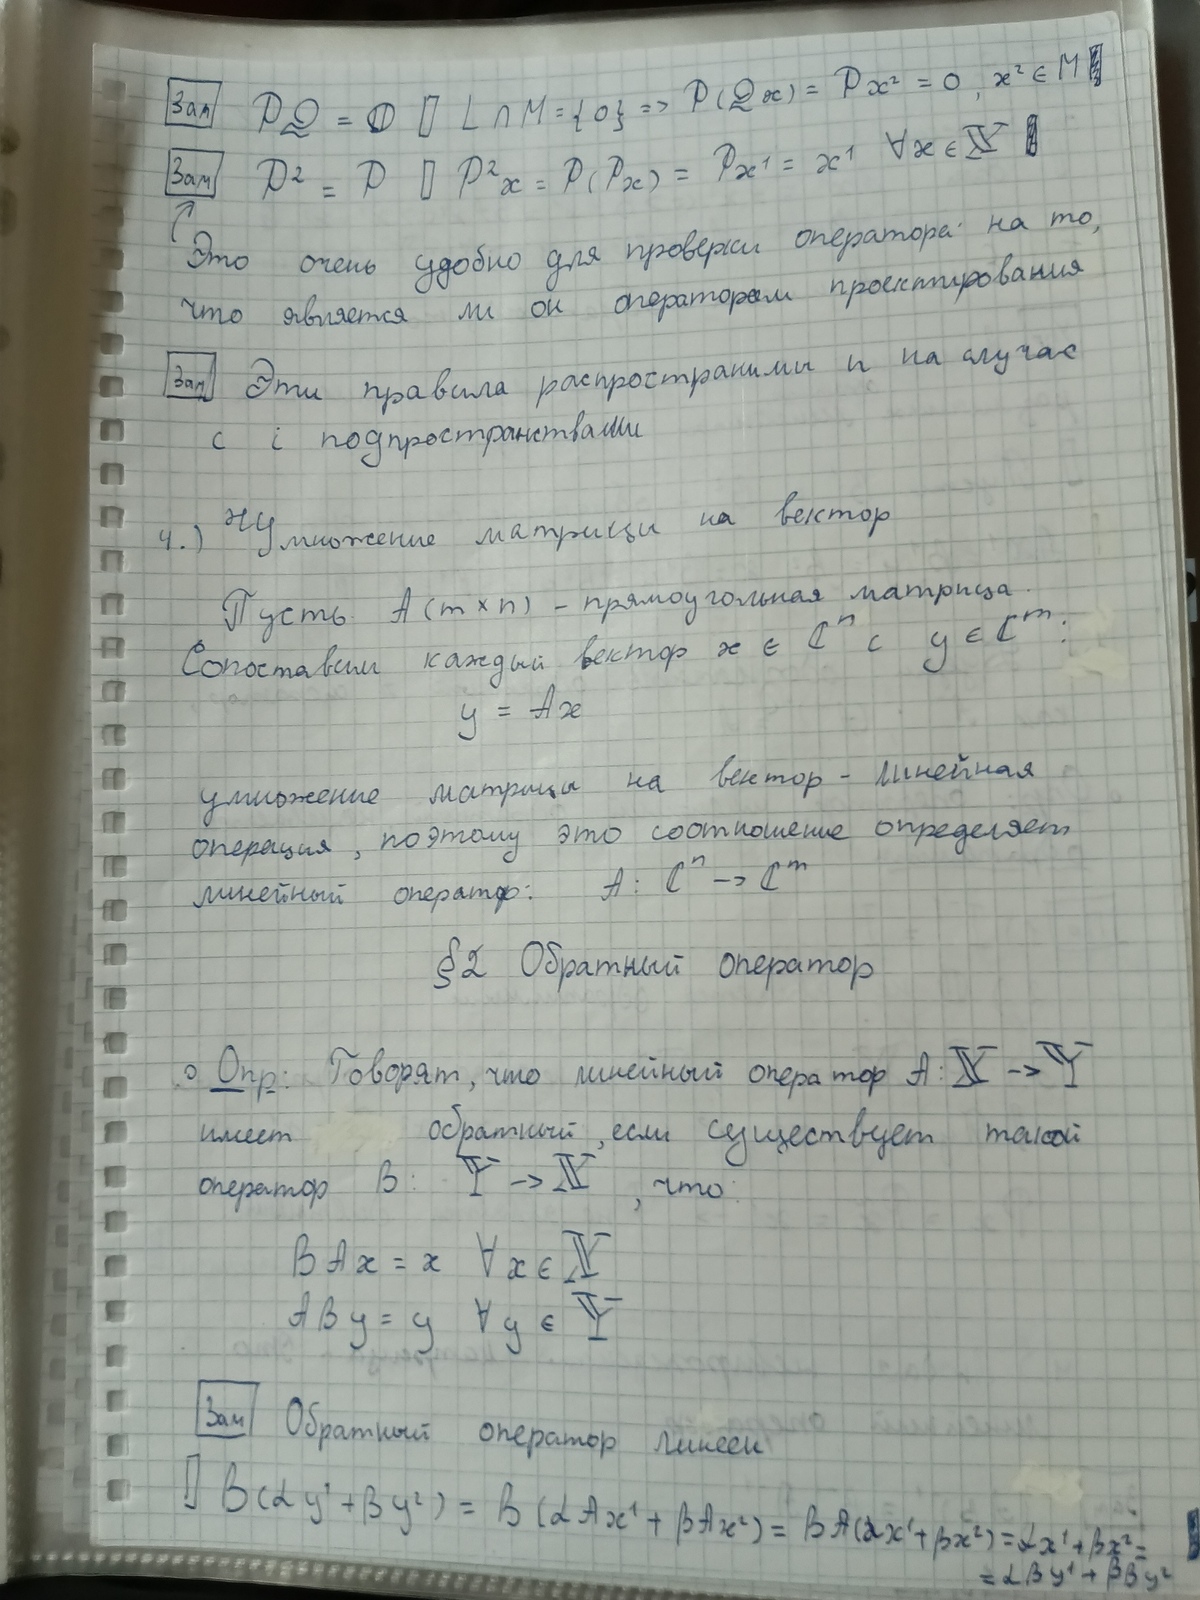 Зам PQ = 0 [] L ∩ M = {0} => P(Qx) = Px² = 0, x² ∈ M
Зам P² = P [] P²x = P(Px) = Px¹ = x¹ ∀x ∈ X
Это очень удобно для проверки оператора на то,
что является ли он оператором проектирования
Зам Эти правила распространимы и на случае
с i подпространствами
4.) Умножение матрицы на вектор
Пусть A(m×n) – прямоугольная матрица.
Сопоставим каждый вектор x ∈ ℂⁿ с y ∈ ℂᵐ:
y = Ax
умножение матрицы на вектор - линейная
операция, поэтому это соотношение определяет
линейный оператор: A: ℂⁿ -> ℂᵐ
§2 Обратный оператор
Опр: Говорят, что линейный оператор A: X -> Y
имеет обратный, если существует такой
оператор B: Y -> X, что:
BAx = x ∀x ∈ X
ABy = y ∀y ∈ Y
Зам Обратный оператор линеен
[] B(αy¹ + βy²) = B(αAx¹ + βAx²) = BA(αx¹ + βx²) = αx¹ + βx² =
= αBy¹ + βBy²